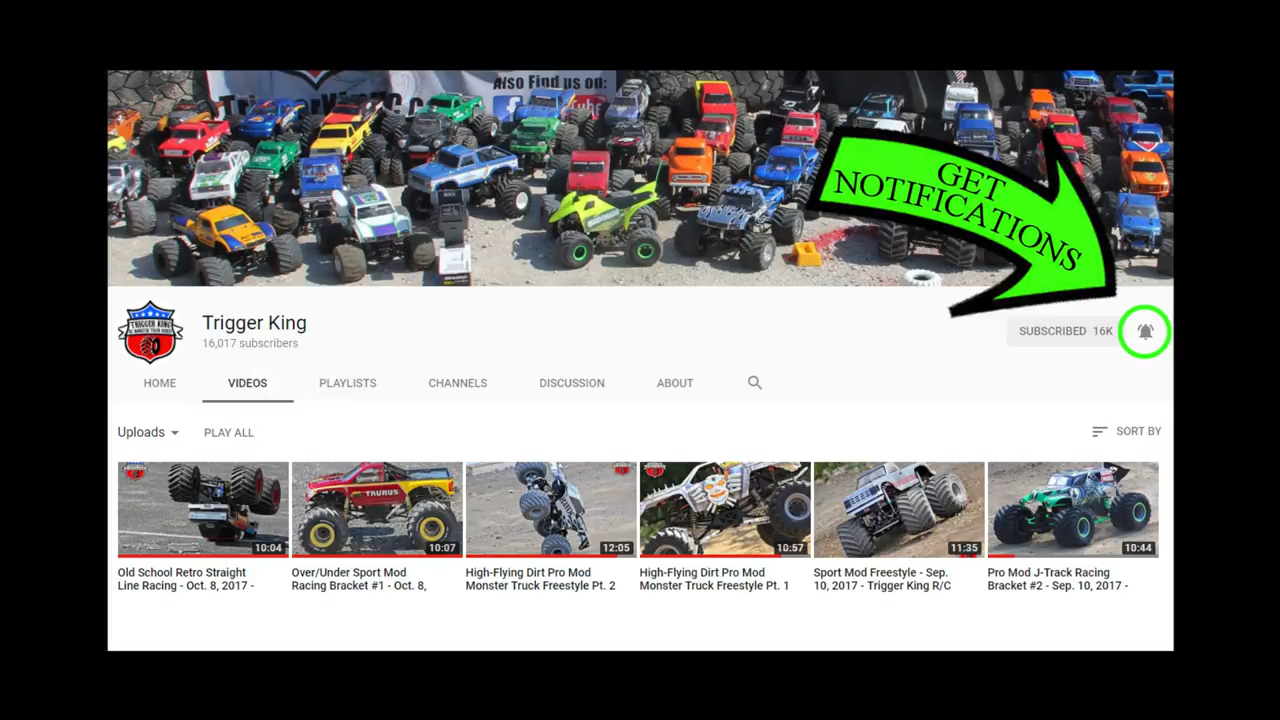 Also Find us on:
GET
NOTIFICATIONS
TRIGGER KING
Trigger King
16,017 subscribers
SUBSCRIBED 16K
HOME
VIDEOS
PLAYLISTS
CHANNELS
DISCUSSION
ABOUT
Uploads
PLAY ALL
SORT BY
TAURUS
10:04
10:07
12:05
10:57
11:35
10:44
Old School Retro Straight
Line Racing - Oct. 8, 2017 -
Over/Under Sport Mod
Racing Bracket #1 - Oct. 8,
High-Flying Dirt Pro Mod
Monster Truck Freestyle Pt. 2
High-Flying Dirt Pro Mod
Monster Truck Freestyle Pt. 1
Sport Mod Freestyle - Sep.
10, 2017 - Trigger King R/C
Pro Mod J-Track Racing
Bracket #2 - Sep. 10, 2017 -